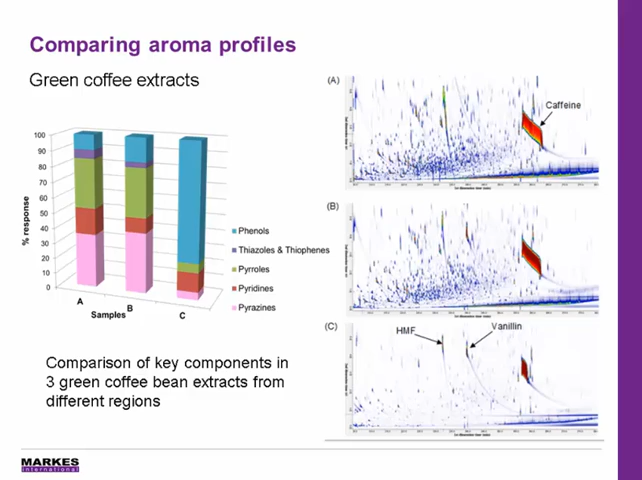 Comparing aroma profiles
Green coffee extracts
100
90
80
70
60
50
40
30
20
10
0
% response
A
B
C
Samples
Phenols
Thiazoles & Thiophenes
Pyrroles
Pyridines
Pyrazines
Comparison of key components in
3 green coffee bean extracts from
different regions
(A)
Caffeine
(B)
(C)
HMF
Vanillin
MARKES
international